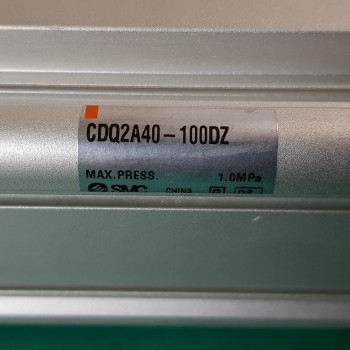 CDQ2A40-100DZ
MAX.PRESS. 1.0MPa
SMC CHINA